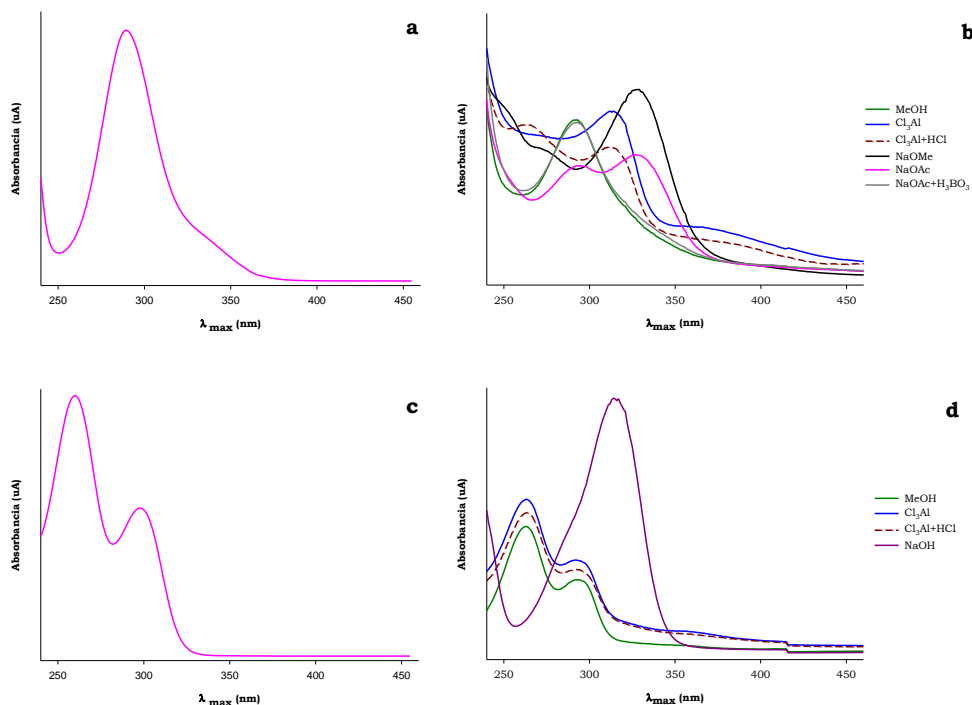 a
Absorbancia (uA)
250 300 350 400 450
λ max (nm)
b
Absorbancia (uA)
250 300 350 400 450
λmax (nm)
MeOH
Cl3Al
Cl3Al+HCl
NaOMe
NaOAc
NaOAc+H3BO3
c
Absorbancia (uA)
250 300 350 400 450
λ max (nm)
d
Absorbancia (uA)
250 300 350 400 450
λmax (nm)
MeOH
Cl3Al
Cl3Al+HCl
NaOH